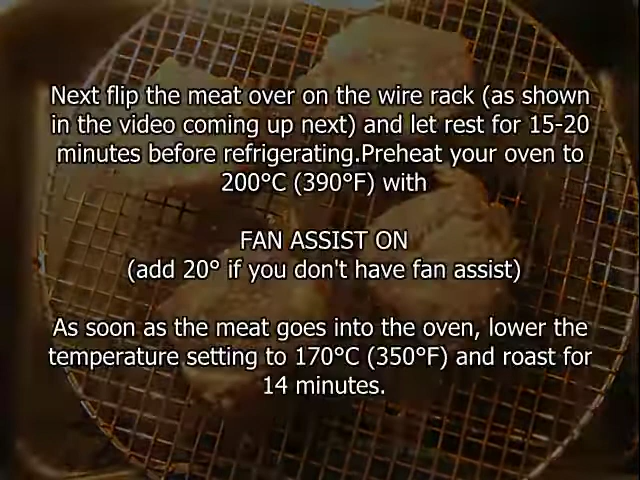 Next flip the meat over on the wire rack (as shown
in the video coming up next) and let rest for 15-20
minutes before refrigerating.Preheat your oven to
200°C (390°F) with
FAN ASSIST ON
(add 20° if you don't have fan assist)
As soon as the meat goes into the oven, lower the
temperature setting to 170°C (350°F) and roast for
14 minutes.